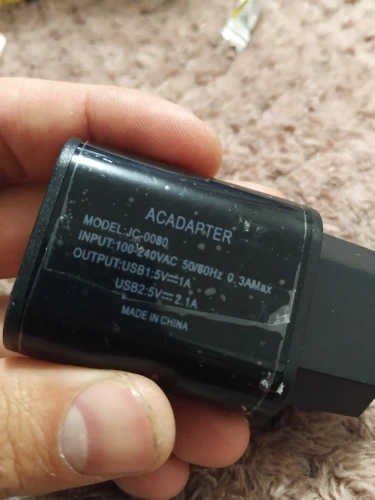 ACADAPTER
MODEL:JC-0080
INPUT:100-240VAC 50/60Hz 0.3AMax
OUTPUT:USB1:5V⎓1A
USB2:5V⎓2.1A
MADE IN CHINA